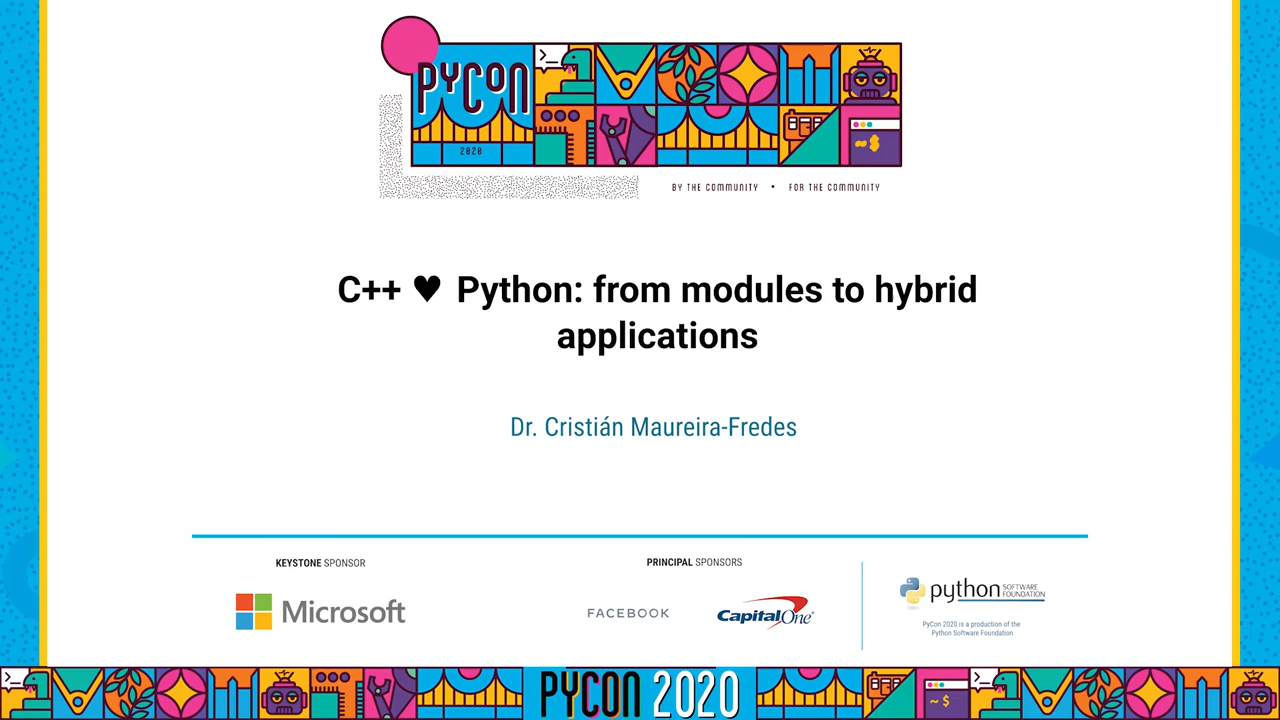 PYCON
2020
~$
BY THE COMMUNITY • FOR THE COMMUNITY
C++ ♥ Python: from modules to hybrid
applications
Dr. Cristián Maureira-Fredes
KEYSTONE SPONSOR
Microsoft
PRINCIPAL SPONSORS
FACEBOOK
CapitalOne®
python SOFTWARE
FOUNDATION
PyCon 2020 is a production of the
Python Software Foundation
PYCON 2020
~$